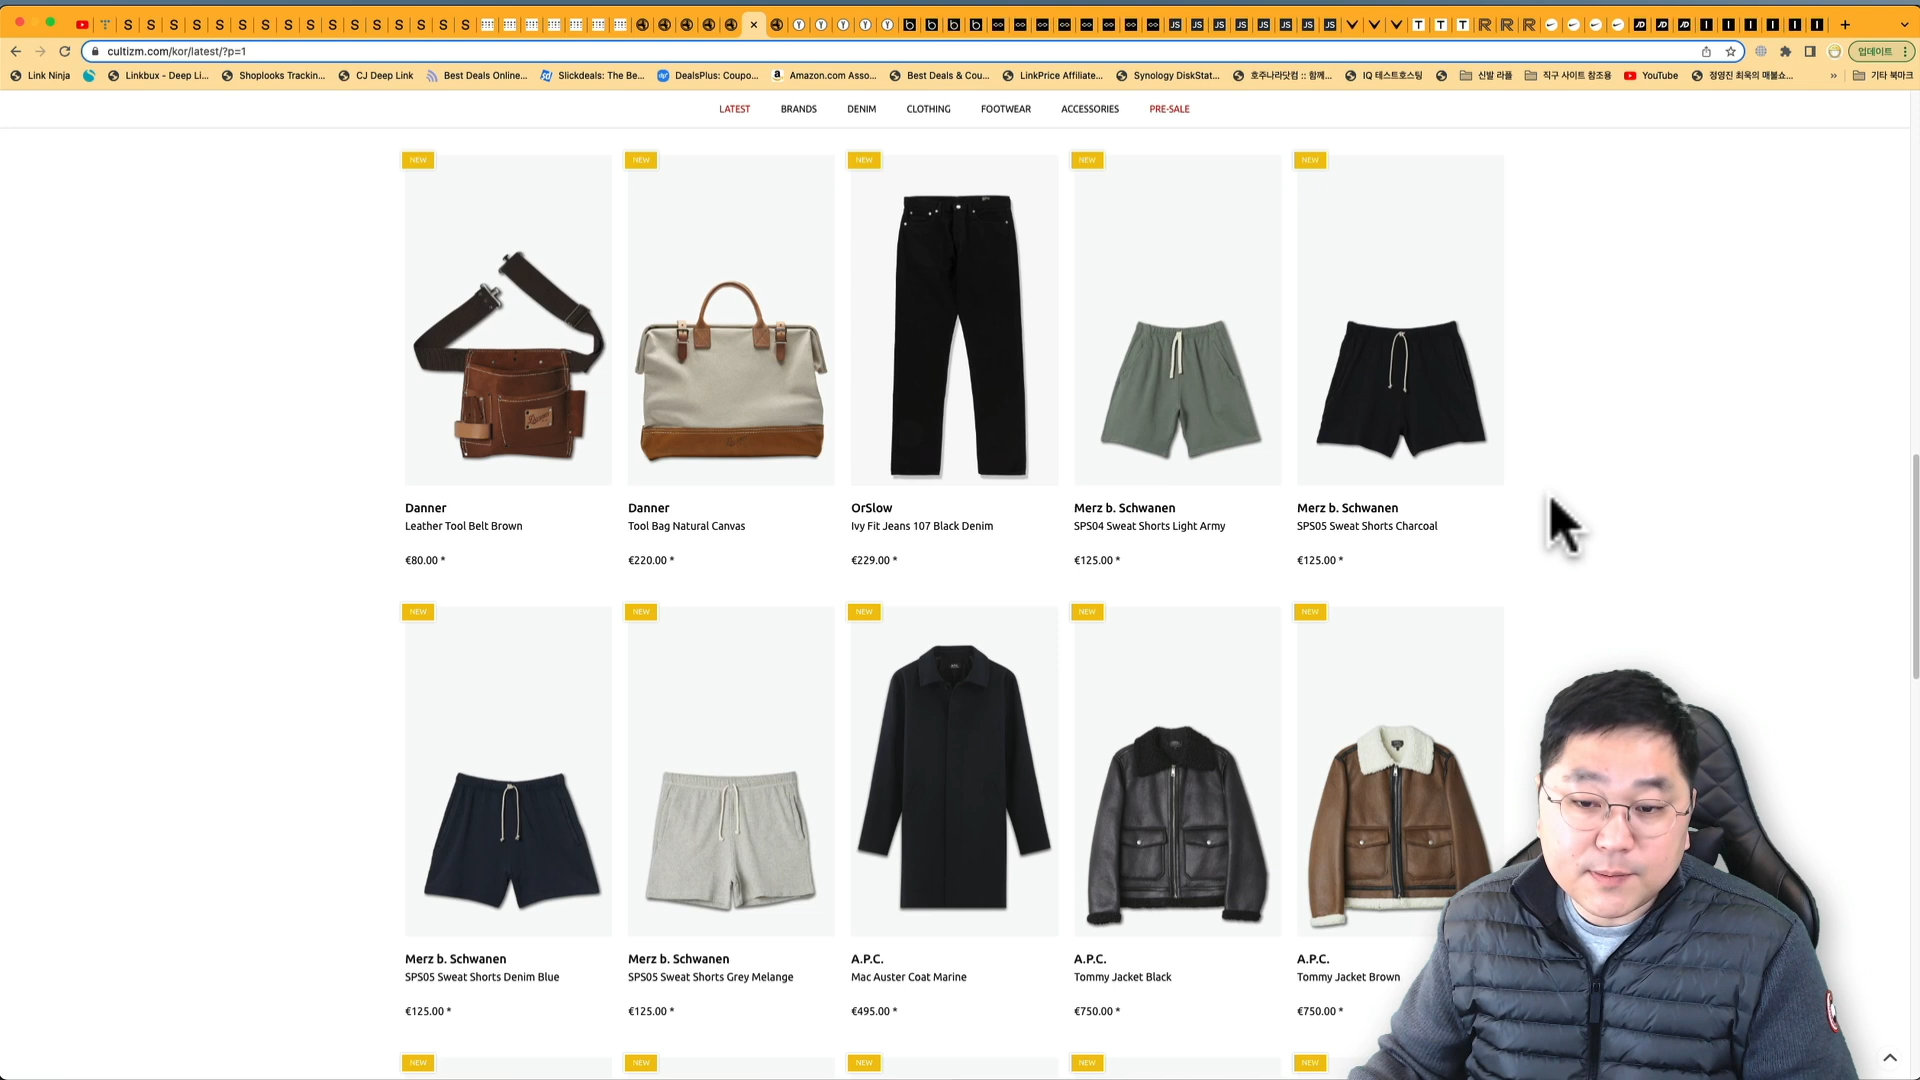 cultizm.com/kor/latest/?p=1
업데이트
Link Ninja
Linkbux - Deep Li...
Shoplooks Trackin...
CJ Deep Link
Best Deals Online...
Slickdeals: The Be...
DealsPlus: Coupo...
Amazon.com Asso...
Best Deals & Cou...
LinkPrice Affiliate...
Synology DiskStat...
호주나라닷컴 :: 함께...
IQ 테스트호스팅
신발 라플
직구 사이트 참조용
YouTube
정영진 최욱의 매불쇼...
»
기타 북마크
LATEST BRANDS DENIM CLOTHING FOOTWEAR ACCESSORIES PRE-SALE
NEW NEW NEW NEW NEW
Danner Danner OrSlow Merz b. Schwanen Merz b. Schwanen
Leather Tool Belt Brown Tool Bag Natural Canvas Ivy Fit Jeans 107 Black Denim SPS04 Sweat Shorts Light Army SPS05 Sweat Shorts Charcoal
€80.00 * €220.00 * €229.00 * €125.00 * €125.00 *
NEW NEW NEW NEW NEW
Merz b. Schwanen Merz b. Schwanen A.P.C. A.P.C. A.P.C.
SPS05 Sweat Shorts Denim Blue SPS05 Sweat Shorts Grey Melange Mac Auster Coat Marine Tommy Jacket Black Tommy Jacket Brown
€125.00 * €125.00 * €495.00 * €750.00 * €750.00 *
NEW NEW NEW NEW NEW